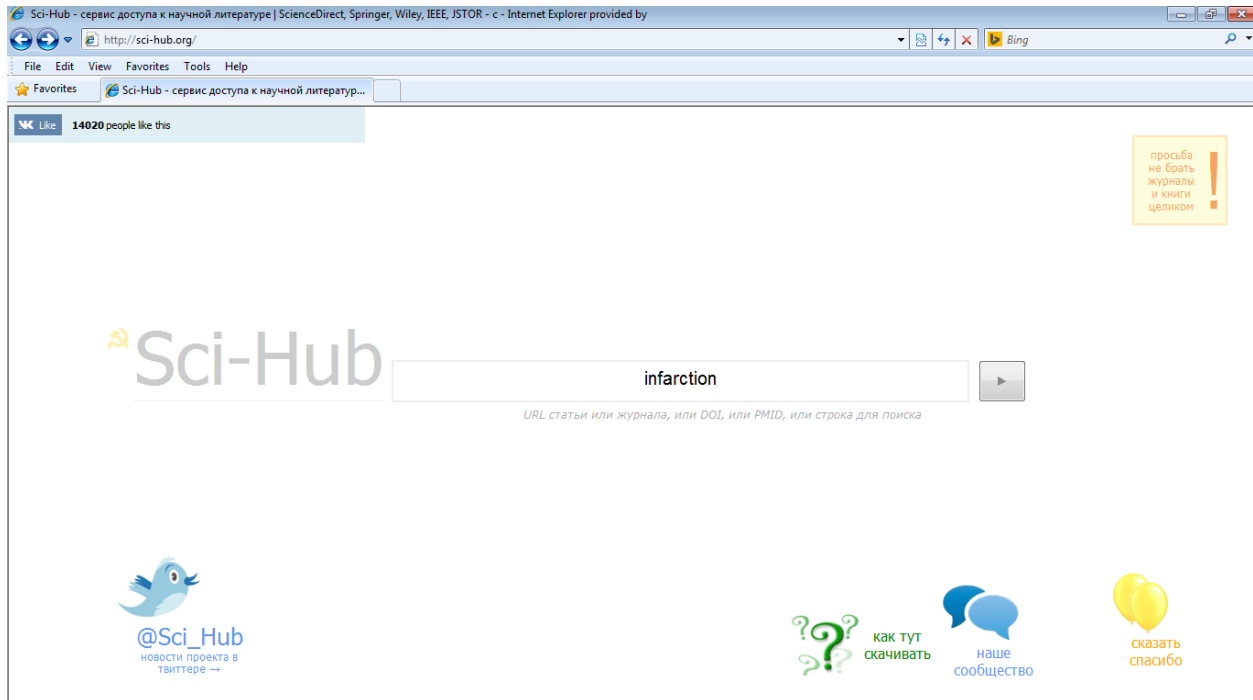 Sci-Hub - сервис доступа к научной литературе | ScienceDirect, Springer, Wiley, IEEE, JSTOR - c - Internet Explorer provided by
http://sci-hub.org/
Bing
File Edit View Favorites Tools Help
Favorites
Sci-Hub - сервис доступа к научной литератур...
Like
14020 people like this
просьба
не брать
журналы
и книги
целиком
!
Sci-Hub
infarction
URL статьи или журнала, или DOI, или PMID, или строка для поиска
@Sci_Hub
новости проекта в
твиттере →
???
как тут
скачивать
наше
сообщество
сказать
спасибо